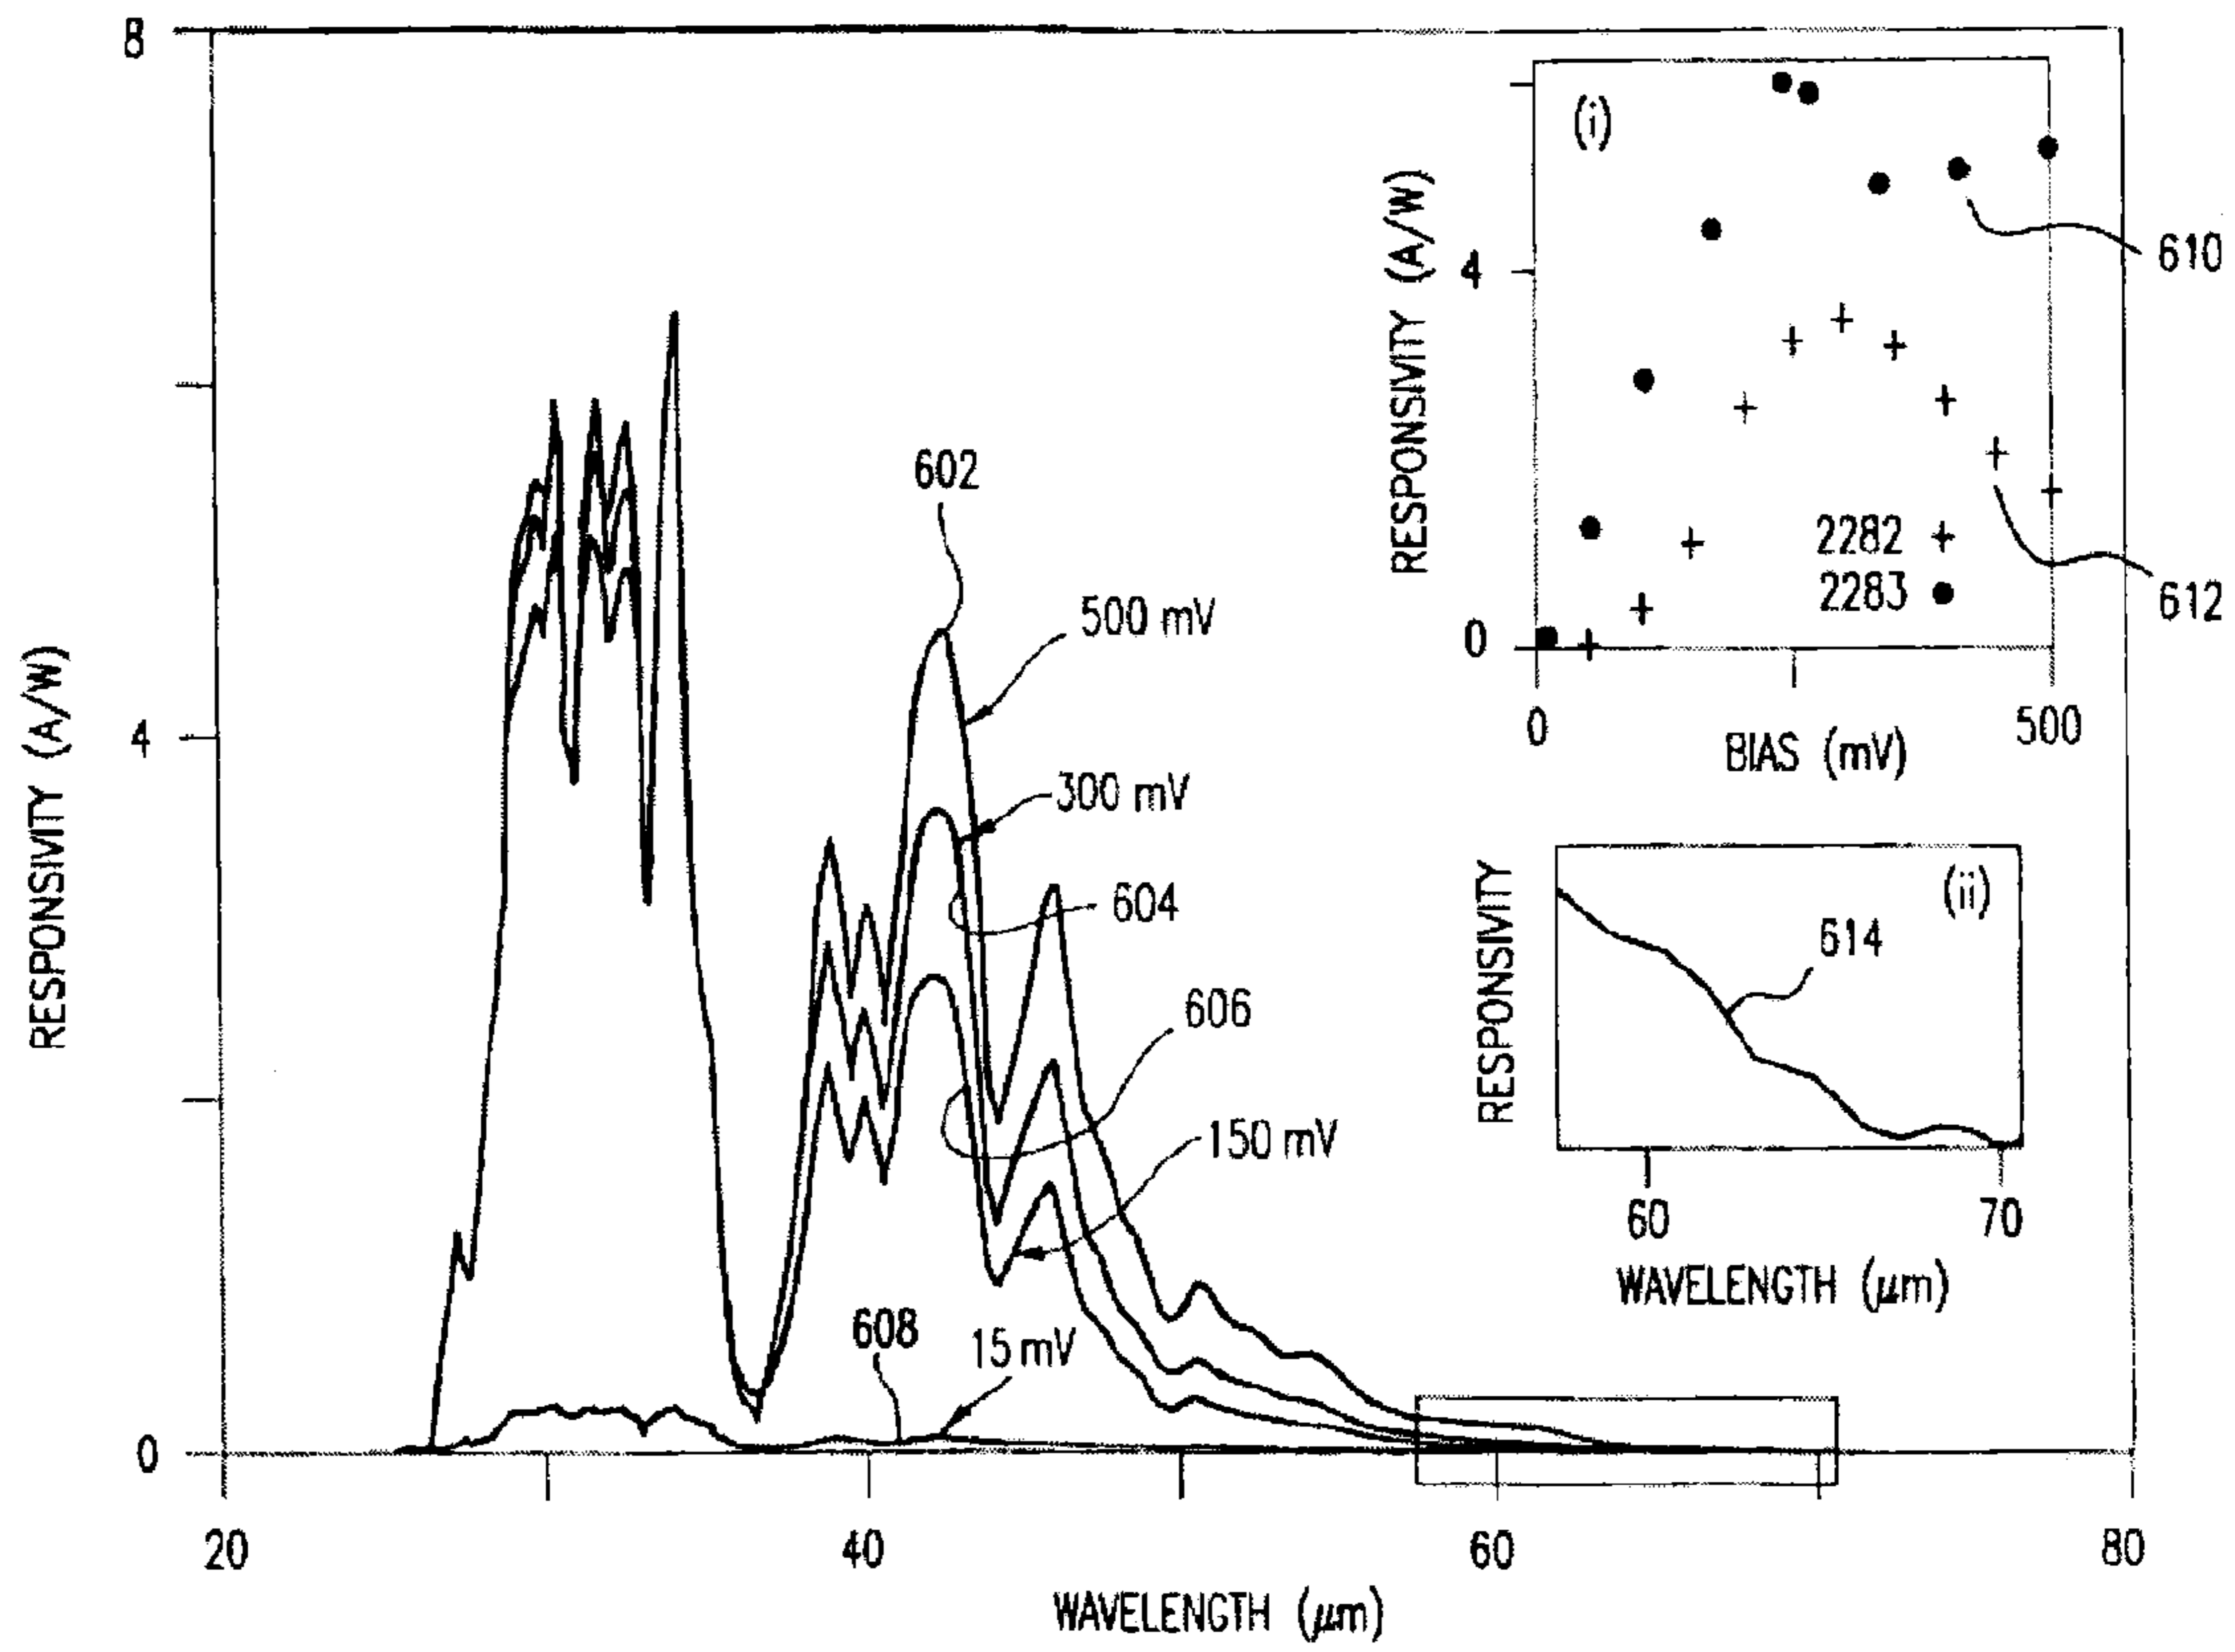 8
4
0
RESPONSIVITY (A/W)
20
40
60
80
WAVELENGTH (μm)
602
500 mV
300 mV
604
606
150 mV
608
15 mV
(i)
RESPONSIVITY (A/W)
4
0
610
2282 +
2283 ●
612
0
500
BIAS (mV)
(ii)
RESPONSIVITY
614
60
70
WAVELENGTH (μm)